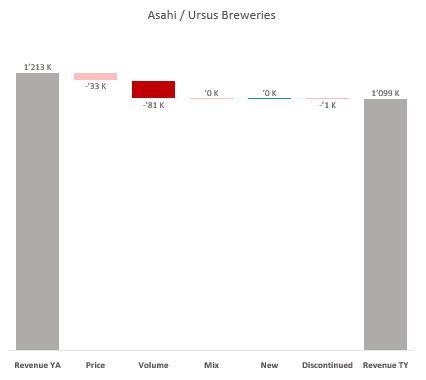 Asahi / Ursus Breweries
1’213 K
-’33 K
-’81 K
’0 K
’0 K
-’1 K
1’099 K
Revenue YA
Price
Volume
Mix
New
Discontinued
Revenue TY